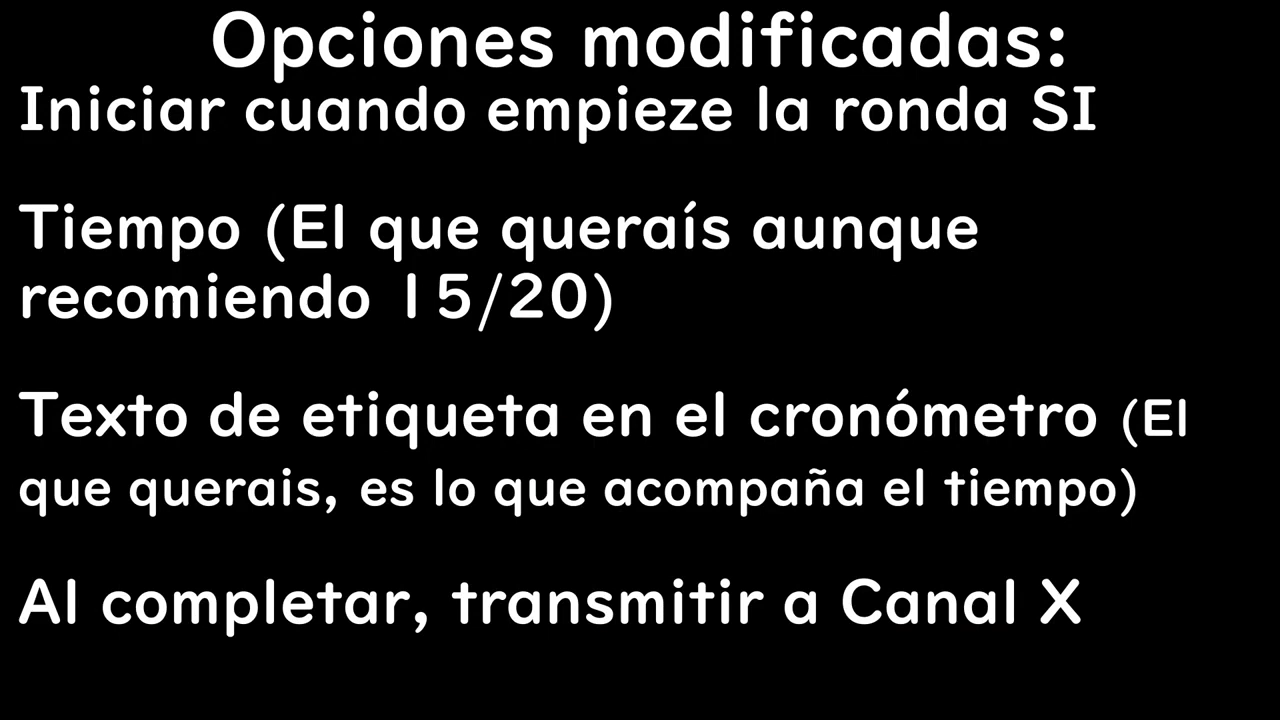 Opciones modificadas:
Iniciar cuando empieze la ronda SI
Tiempo (El que queraís aunque
recomiendo 15/20)
Texto de etiqueta en el cronómetro (El
que querais, es lo que acompaña el tiempo)
Al completar, transmitir a Canal X